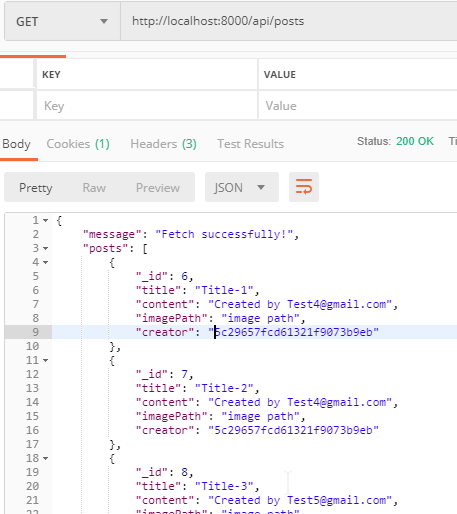 GET http://localhost:8000/api/posts
KEY VALUE
Key Value
Body Cookies (1) Headers (3) Test Results Status: 200 OK Ti
Pretty Raw Preview JSON
1 {
2 "message": "Fetch successfully!",
3 "posts": [
4 {
5 "_id": 6,
6 "title": "Title-1",
7 "content": "Created by Test4@gmail.com",
8 "imagePath": "image path",
9 "creator": "5c29657fcd61321f9073b9eb"
10 },
11 {
12 "_id": 7,
13 "title": "Title-2",
14 "content": "Created by Test4@gmail.com",
15 "imagePath": "image path",
16 "creator": "5c29657fcd61321f9073b9eb"
17 },
18 {
19 "_id": 8,
20 "title": "Title-3",
21 "content": "Created by Test5@gmail.com",
22 "imagePath": "image path",